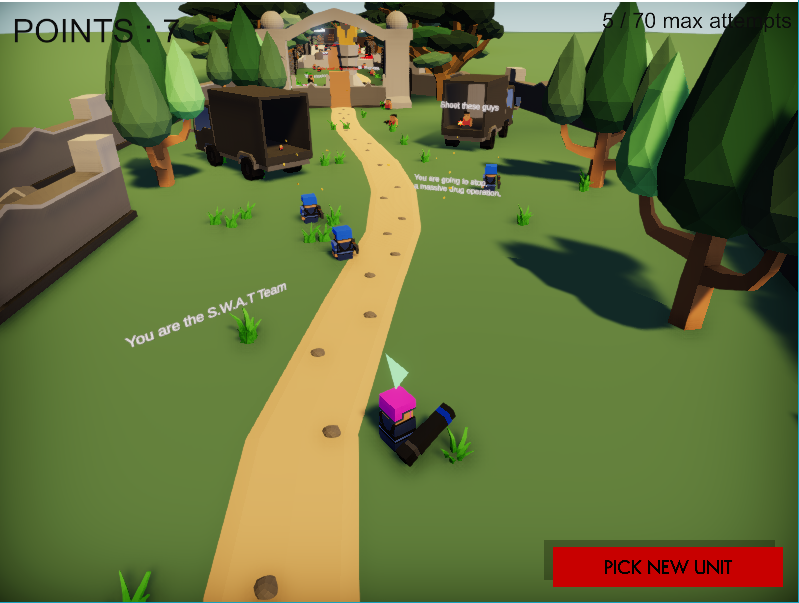 POINTS : 7
5 / 70 max attempts
Shoot these guys
You are going to stop
a massive drug operation.
You are the S.W.A.T Team
PICK NEW UNIT